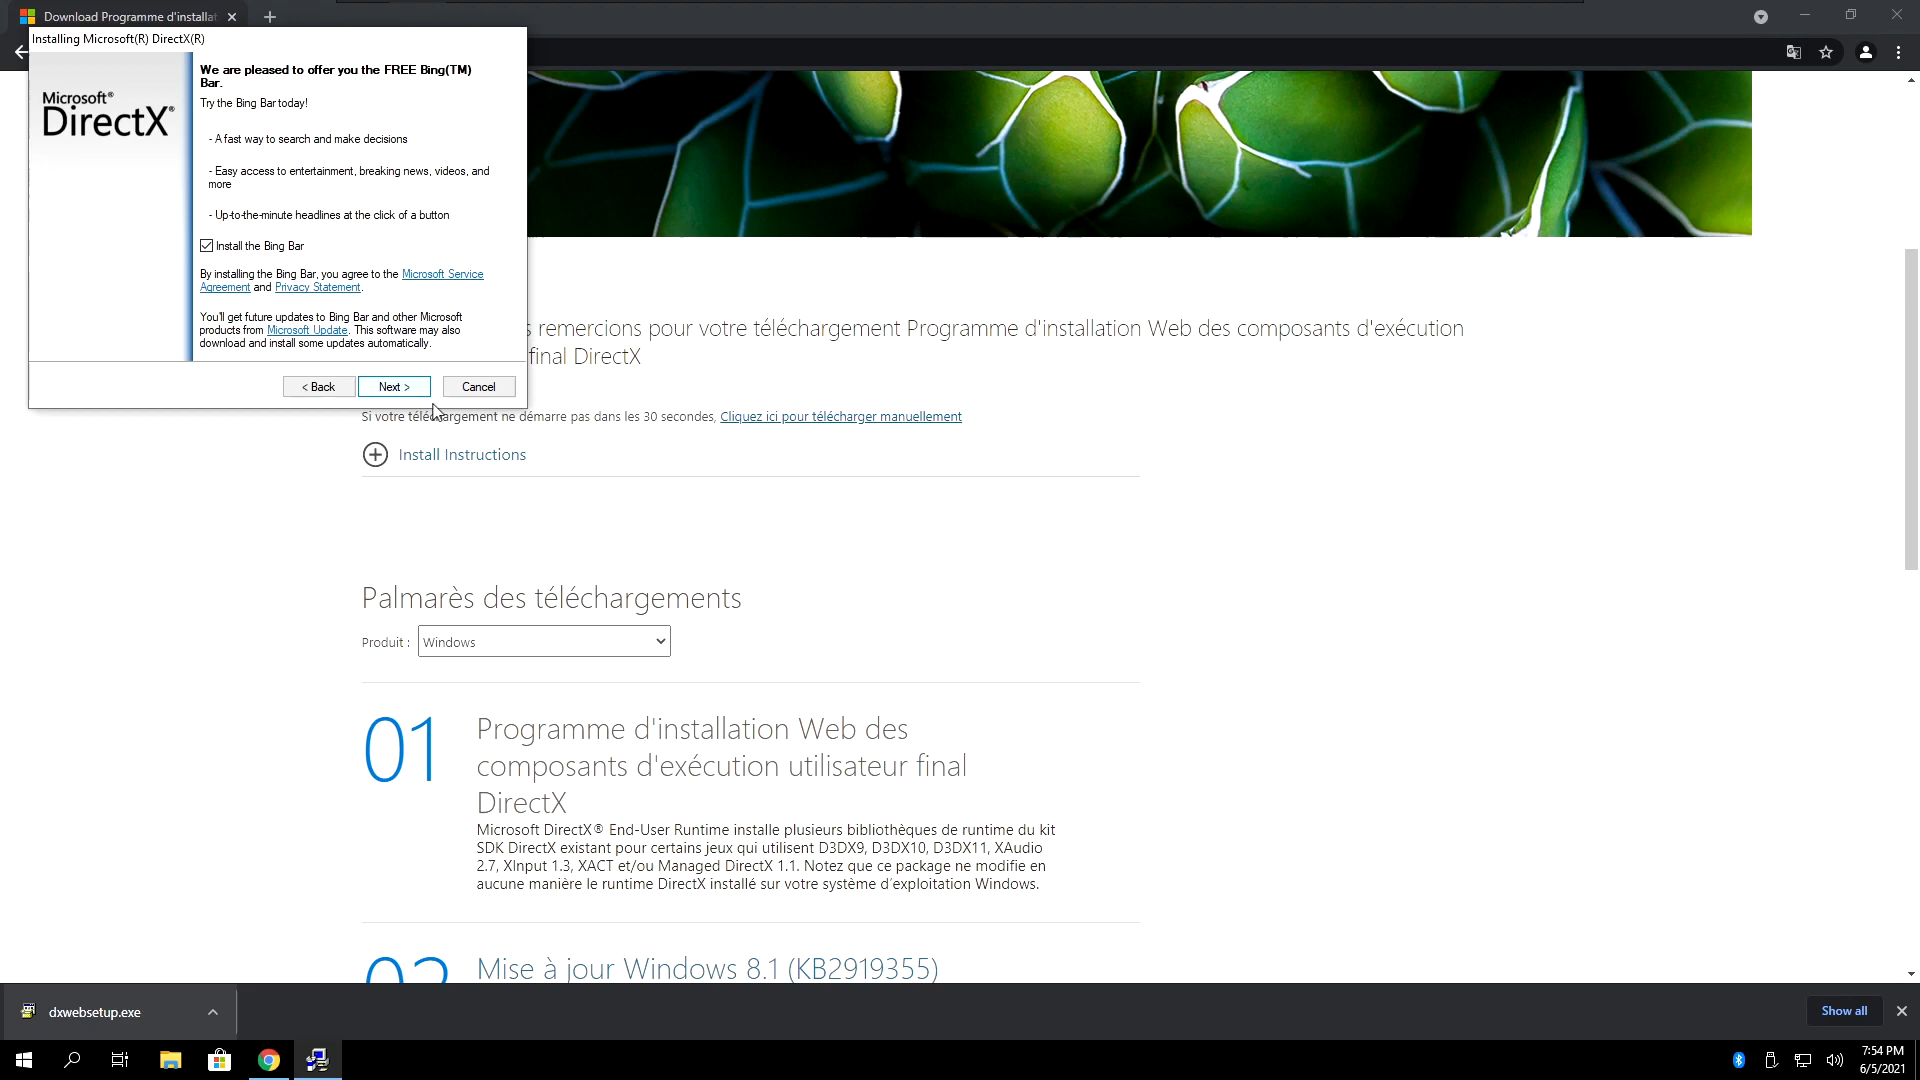 Download Programme d'installat
Installing Microsoft(R) DirectX(R)
Microsoft®
DirectX®
We are pleased to offer you the FREE Bing(TM)
Bar.
Try the Bing Bar today!
- A fast way to search and make decisions
- Easy access to entertainment, breaking news, videos, and
more
- Up-to-the-minute headlines at the click of a button
Install the Bing Bar
By installing the Bing Bar, you agree to the Microsoft Service
Agreement and Privacy Statement.
You'll get future updates to Bing Bar and other Microsoft
products from Microsoft Update. This software may also
download and install some updates automatically.
< Back
Next >
Cancel
s remercions pour votre téléchargement Programme d'installation Web des composants d'exécution
final DirectX
Si votre téléchargement ne démarre pas dans les 30 secondes, Cliquez ici pour télécharger manuellement
Install Instructions
Palmarès des téléchargements
Produit : Windows
01
Programme d'installation Web des
composants d'exécution utilisateur final
DirectX
Microsoft DirectX® End-User Runtime installe plusieurs bibliothèques de runtime du kit
SDK DirectX existant pour certains jeux qui utilisent D3DX9, D3DX10, D3DX11, XAudio
2.7, XInput 1.3, XACT et/ou Managed DirectX 1.1. Notez que ce package ne modifie en
aucune manière le runtime DirectX installé sur votre système d'exploitation Windows.
02
Mise à jour Windows 8.1 (KB2919355)
dxwebsetup.exe
Show all
7:54 PM
6/5/2021